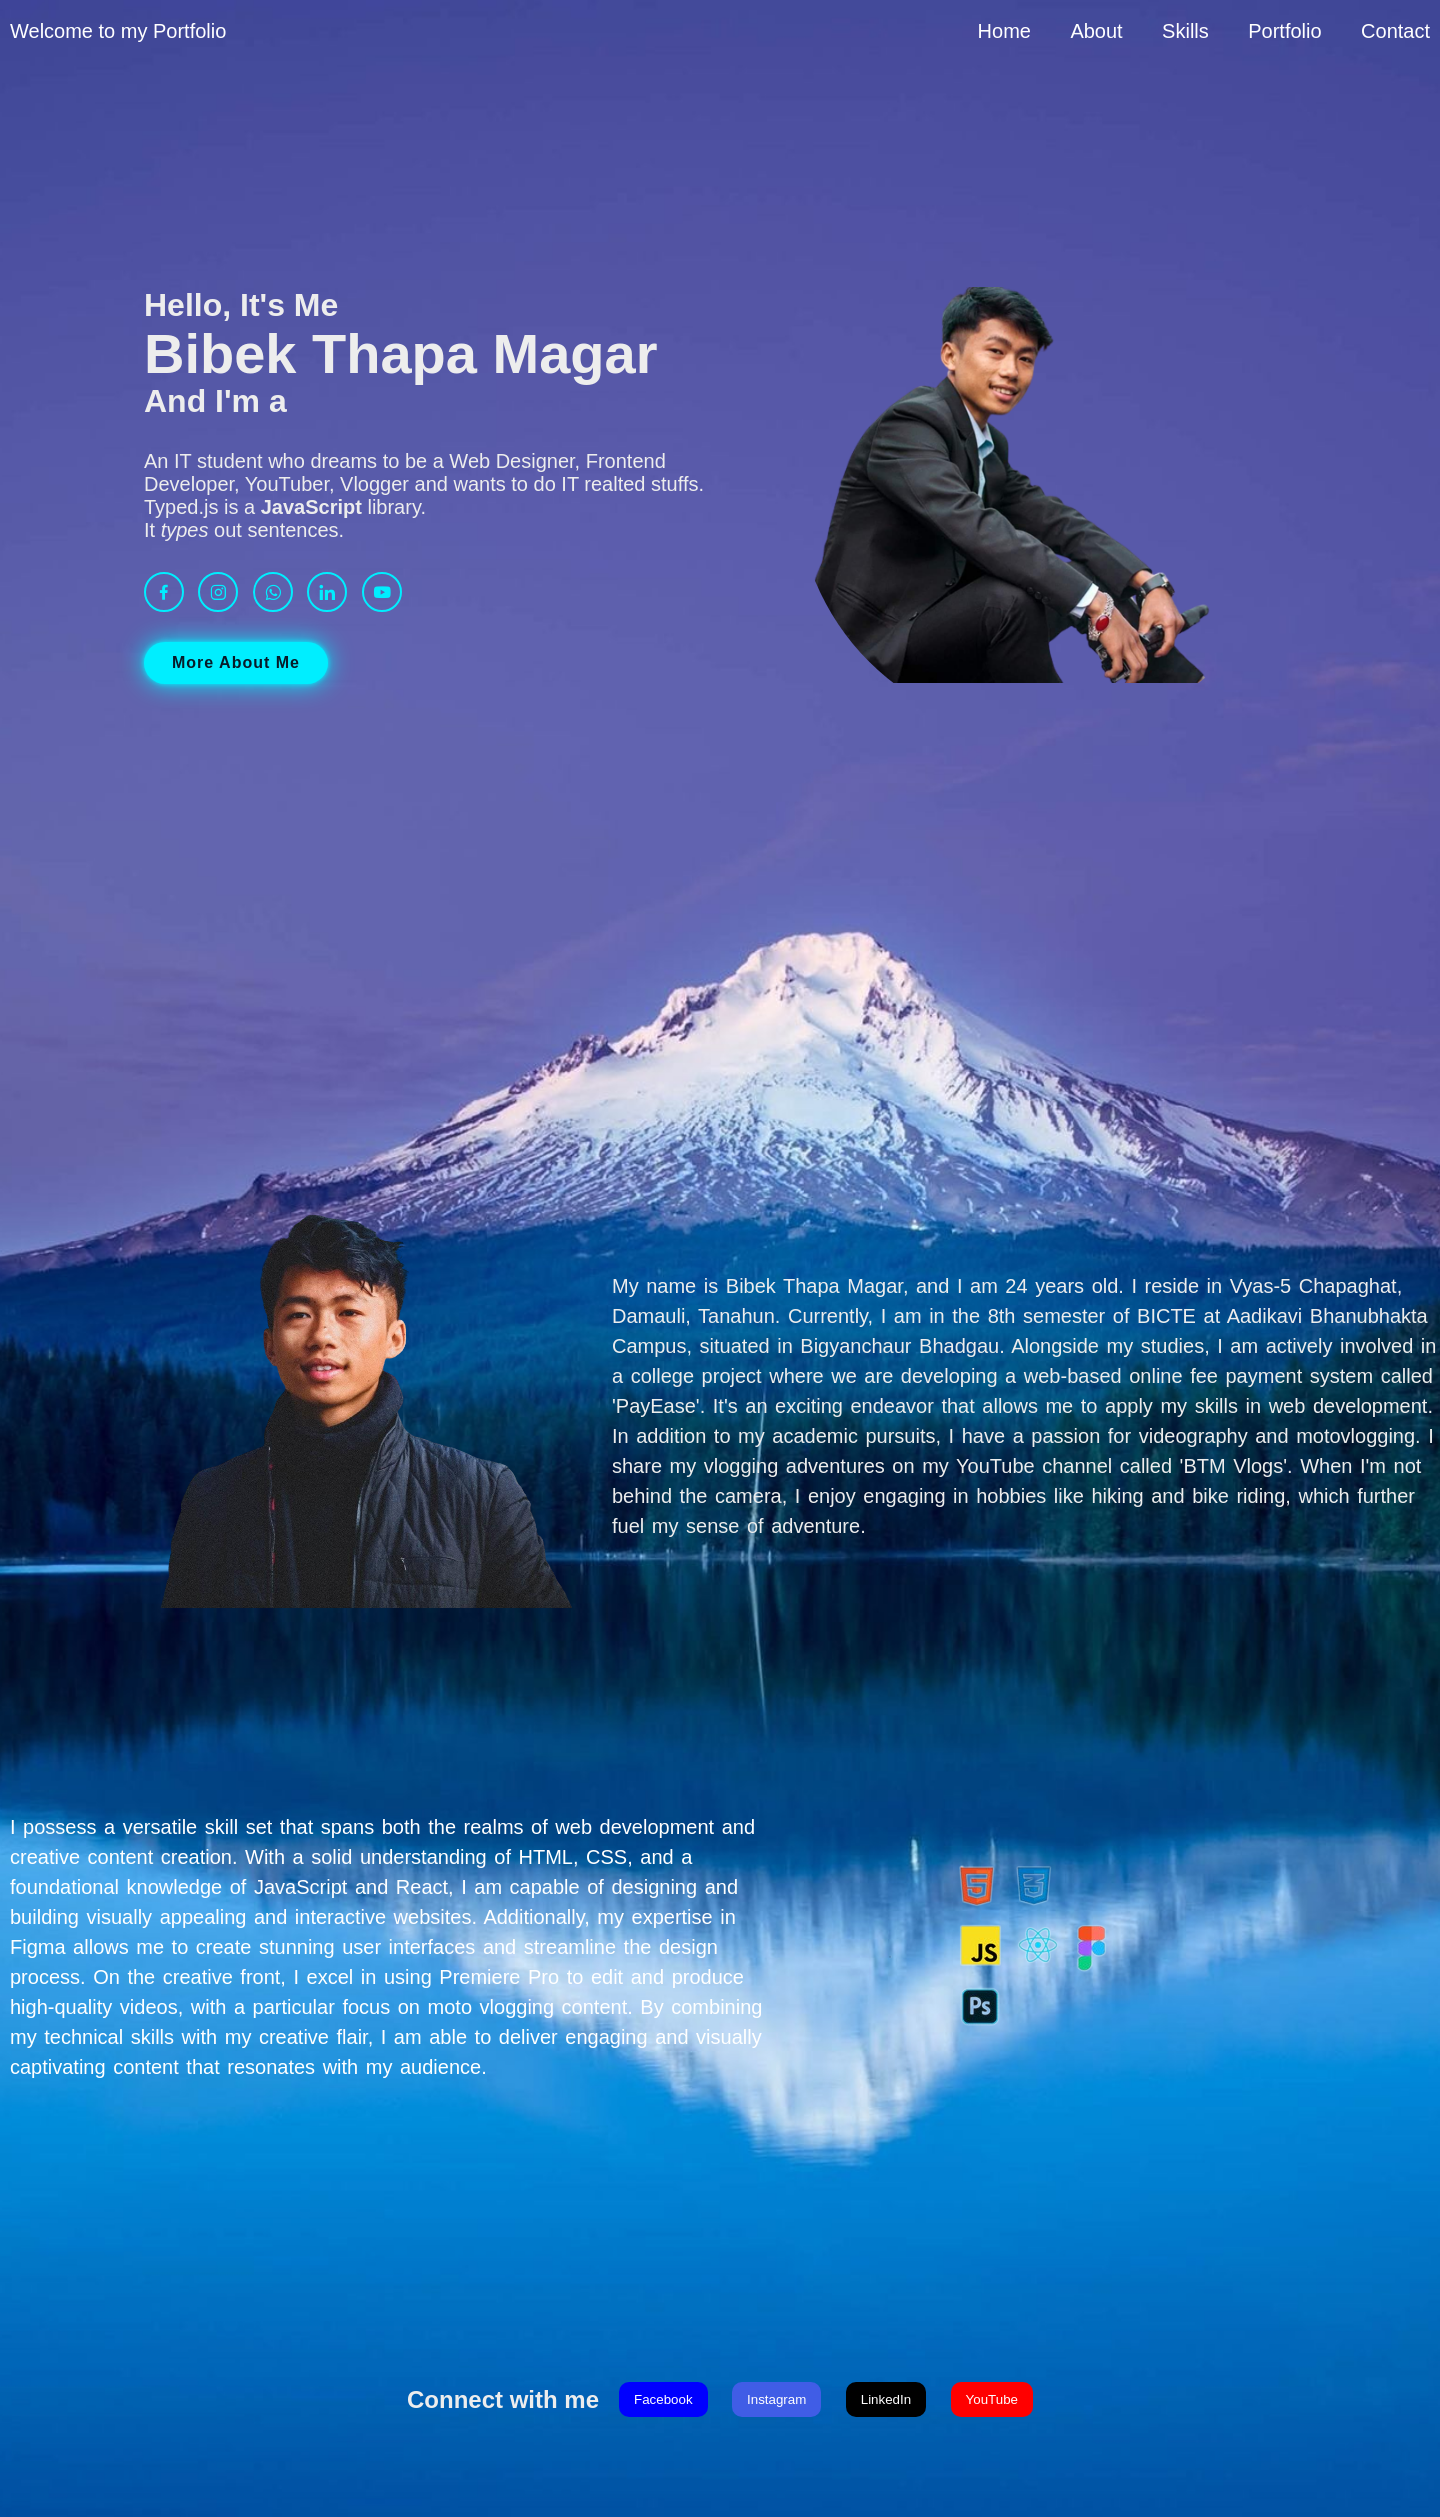 Welcome to my Portfolio
Home
About
Skills
Portfolio
Contact
Hello, It's Me
Bibek Thapa Magar
And I'm a
An IT student who dreams to be a Web Designer, Frontend
Developer, YouTuber, Vlogger and wants to do IT realted stuffs.
Typed.js is a JavaScript library.
It types out sentences.
More About Me
My name is Bibek Thapa Magar, and I am 24 years old. I reside in Vyas-5 Chapaghat,
Damauli, Tanahun. Currently, I am in the 8th semester of BICTE at Aadikavi Bhanubhakta
Campus, situated in Bigyanchaur Bhadgau. Alongside my studies, I am actively involved in
a college project where we are developing a web-based online fee payment system called
'PayEase'. It's an exciting endeavor that allows me to apply my skills in web development.
In addition to my academic pursuits, I have a passion for videography and motovlogging. I
share my vlogging adventures on my YouTube channel called 'BTM Vlogs'. When I'm not
behind the camera, I enjoy engaging in hobbies like hiking and bike riding, which further
fuel my sense of adventure.
I possess a versatile skill set that spans both the realms of web development and
creative content creation. With a solid understanding of HTML, CSS, and a
foundational knowledge of JavaScript and React, I am capable of designing and
building visually appealing and interactive websites. Additionally, my expertise in
Figma allows me to create stunning user interfaces and streamline the design
process. On the creative front, I excel in using Premiere Pro to edit and produce
high-quality videos, with a particular focus on moto vlogging content. By combining
my technical skills with my creative flair, I am able to deliver engaging and visually
captivating content that resonates with my audience.
JS
Ps
Connect with me
Facebook
Instagram
LinkedIn
YouTube